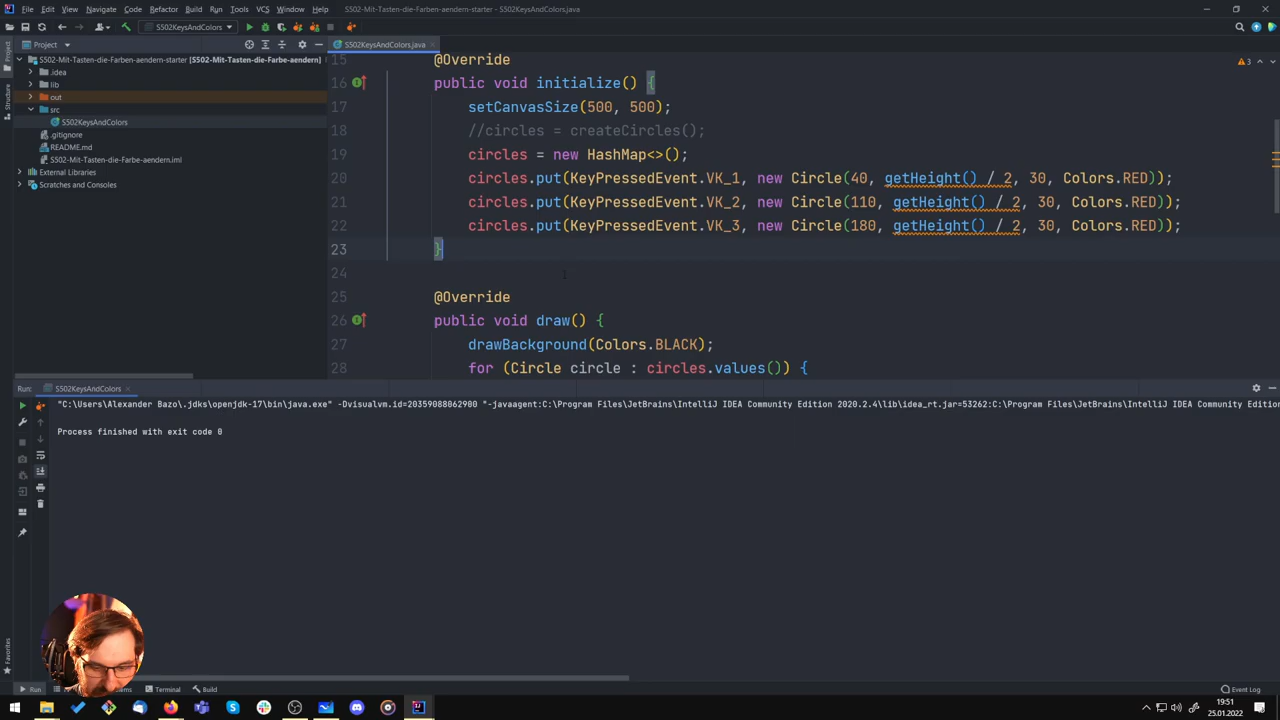 File Edit View Navigate Code Refactor Build Run Tools VCS Window Help S502-Mit-Tasten-die-Farben-aendern-starter - S502KeysAndColors.java
S502KeysAndColors
Project
S502KeysAndColors.java
S502-Mit-Tasten-die-Farben-aendern-starter [S502-Mit-Tasten-die-Farbe-aendern]
.idea
lib
out
src
S502KeysAndColors
.gitignore
README.md
S502-Mit-Tasten-die-Farbe-aendern.iml
External Libraries
Scratches and Consoles
Project
Structure
Favorites
3
15 @Override
16 public void initialize() {
17 setCanvasSize(500, 500);
18 //circles = createCircles();
19 circles = new HashMap<>();
20 circles.put(KeyPressedEvent.VK_1, new Circle(40, getHeight() / 2, 30, Colors.RED));
21 circles.put(KeyPressedEvent.VK_2, new Circle(110, getHeight() / 2, 30, Colors.RED));
22 circles.put(KeyPressedEvent.VK_3, new Circle(180, getHeight() / 2, 30, Colors.RED));
23 }
24
25 @Override
26 public void draw() {
27 drawBackground(Colors.BLACK);
28 for (Circle circle : circles.values()) {
Run: S502KeysAndColors
"C:\Users\Alexander Bazo\.jdks\openjdk-17\bin\java.exe" -Dvisualvm.id=20359088062900 "-javaagent:C:\Program Files\JetBrains\IntelliJ IDEA Community Edition 2020.2.4\lib\idea_rt.jar=53262:C:\Program Files\JetBrains\IntelliJ IDEA Community Edition
Process finished with exit code 0
Run Terminal Build Event Log
19:51
25.01.2022